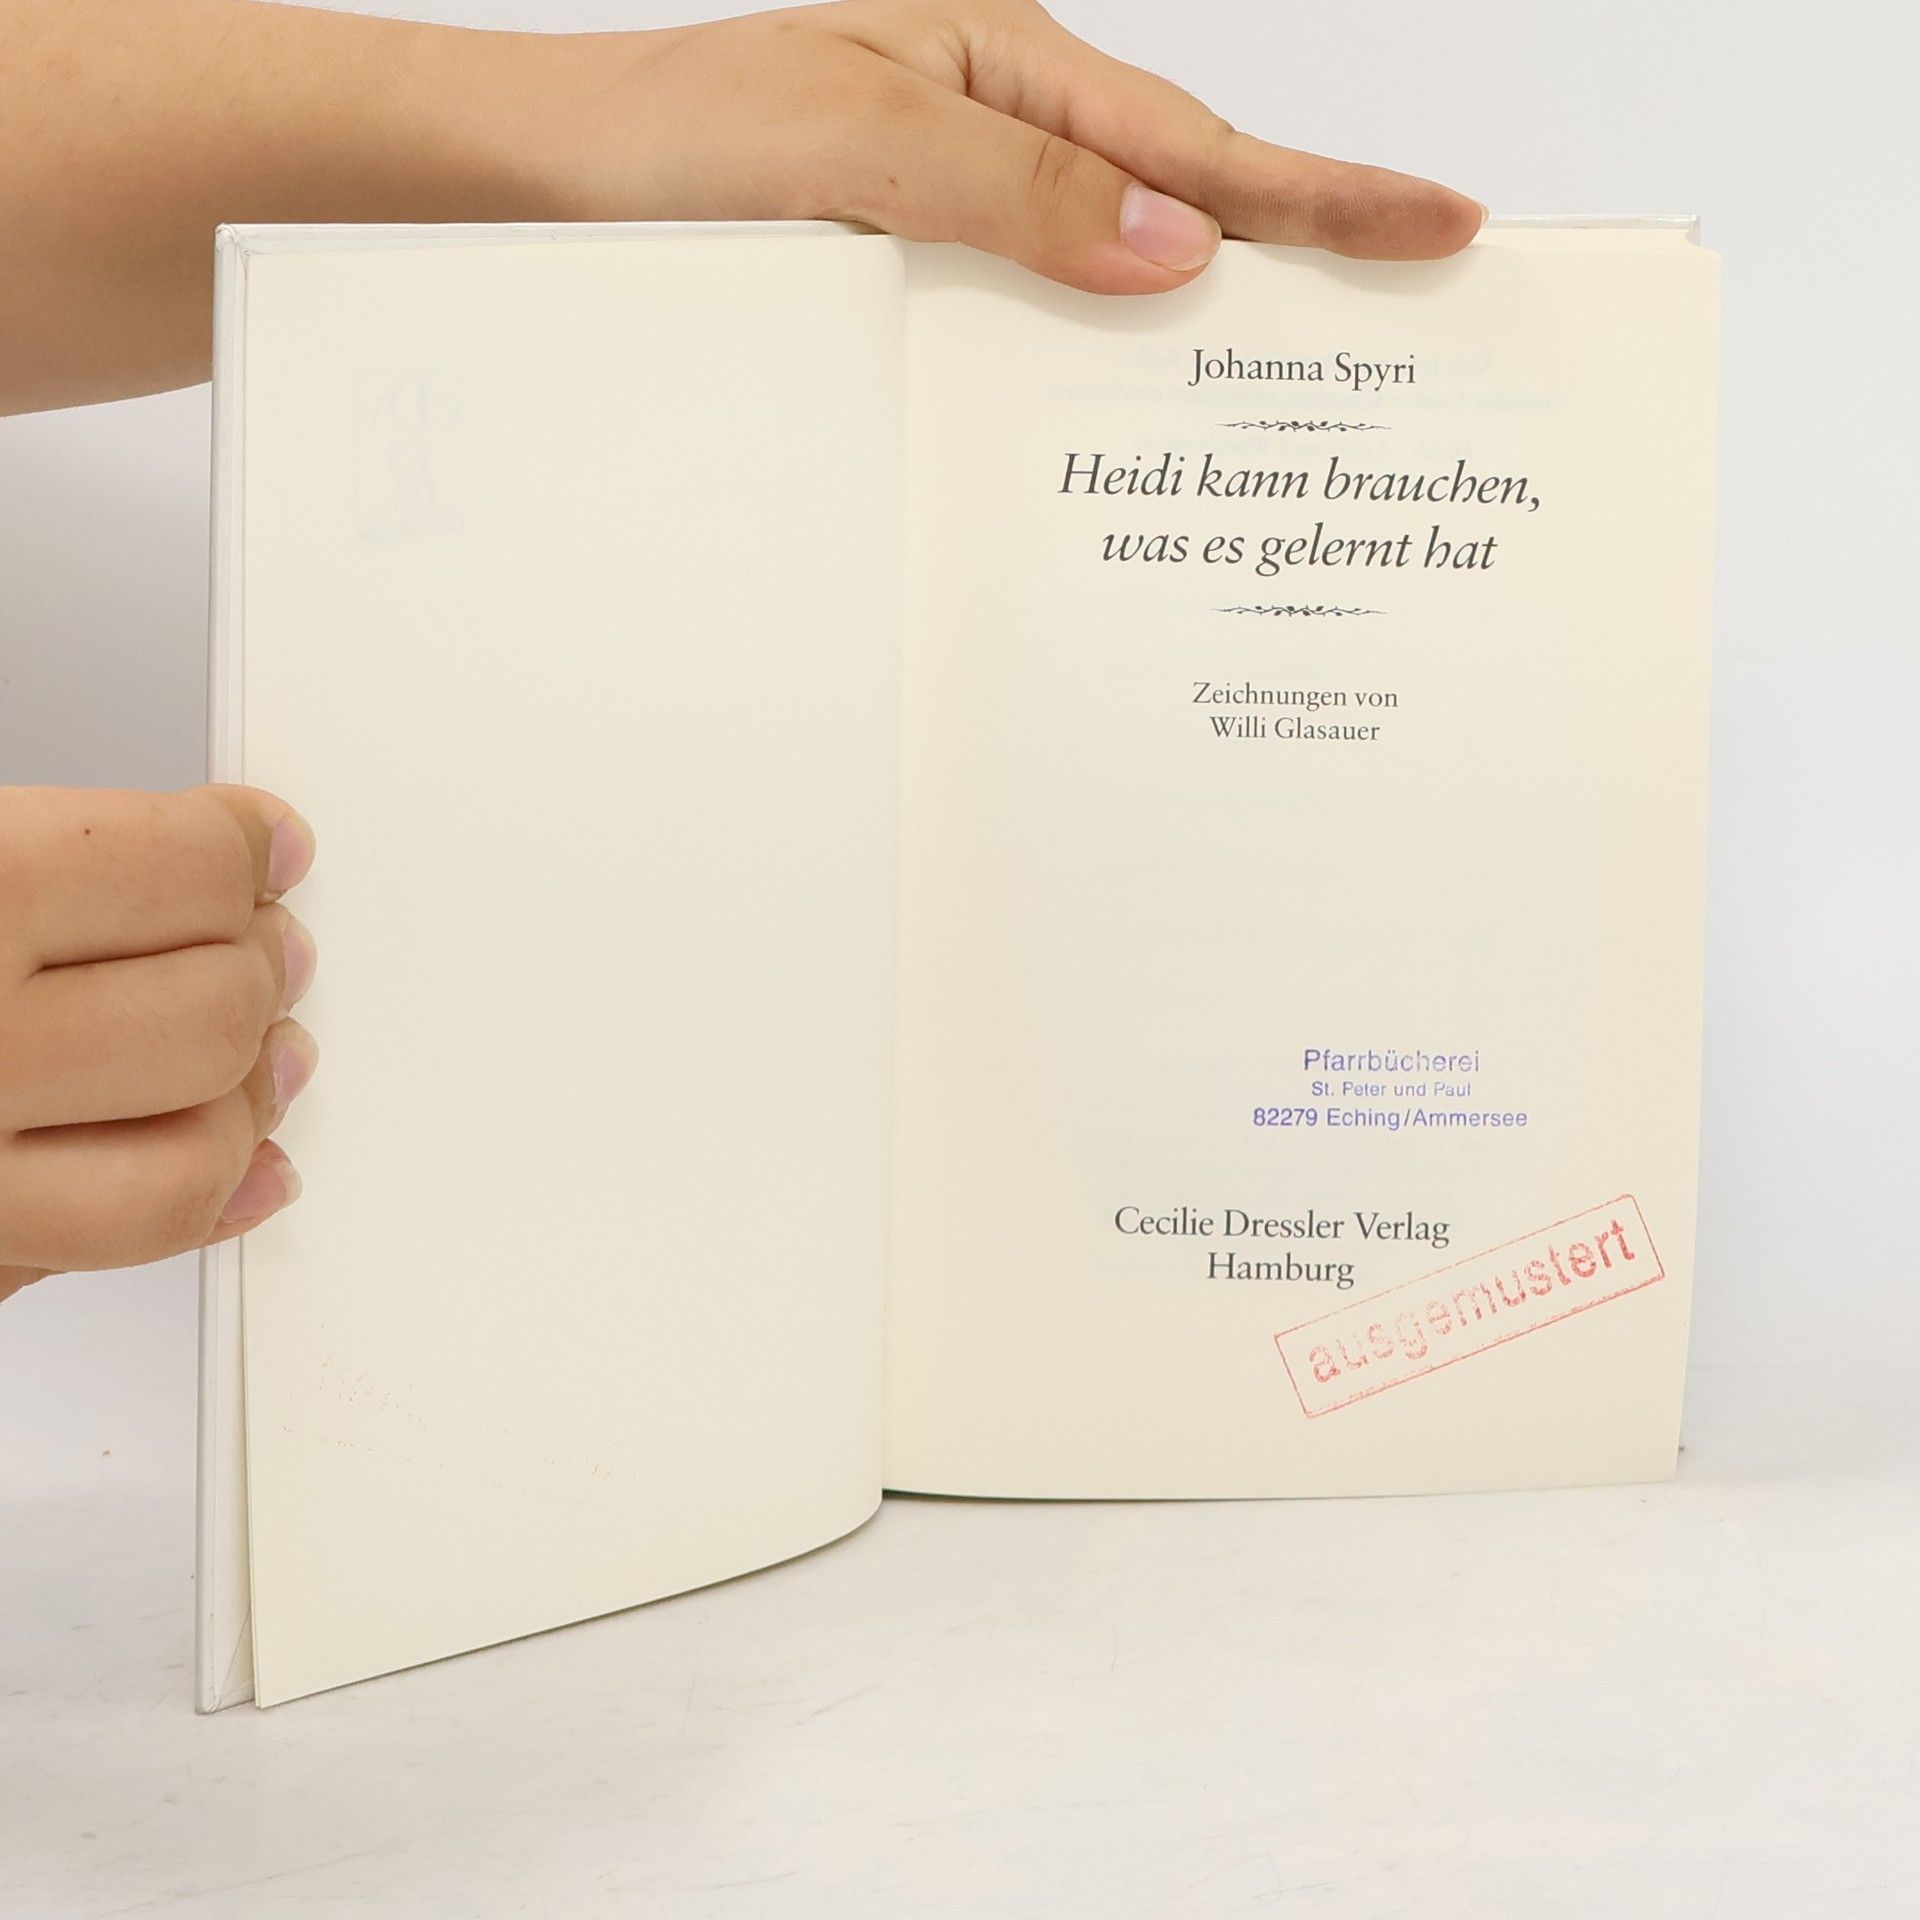 Johanna Spyri
Heidi kann brauchen,
was es gelernt hat
Zeichnungen von
Willi Glasauer
Pfarrbücherei
St. Peter und Paul
82279 Eching/Ammersee
Cecilie Dressler Verlag
Hamburg
ausgemustert